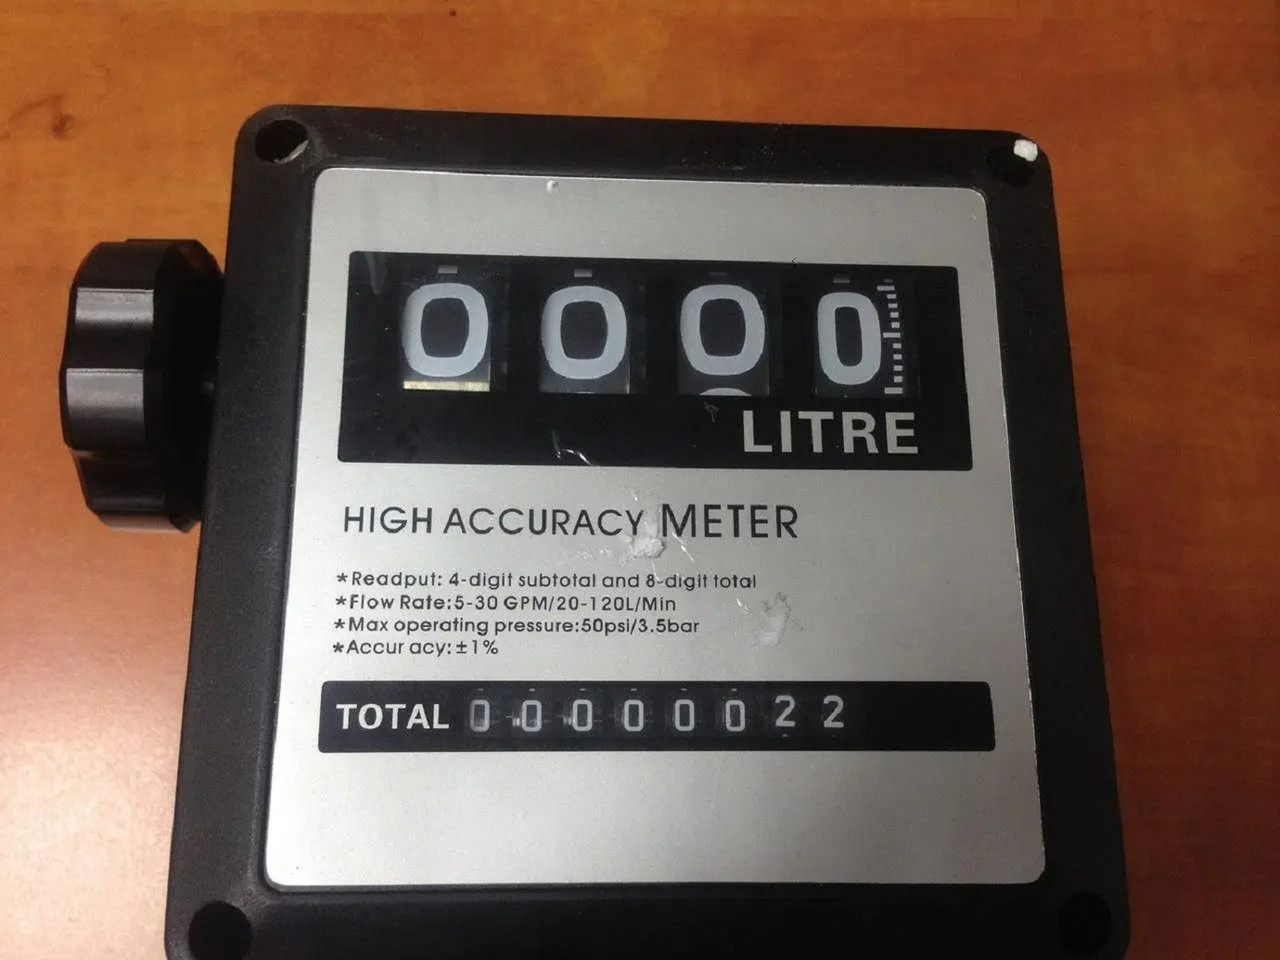 0000
LITRE
HIGH ACCURACY METER
*Readput: 4-digit subtotal and 8-digit total
*Flow Rate:5-30 GPM/20-120L/Min
*Max operating pressure:50psi/3.5bar
*Accur acy:±1%
TOTAL 00000022